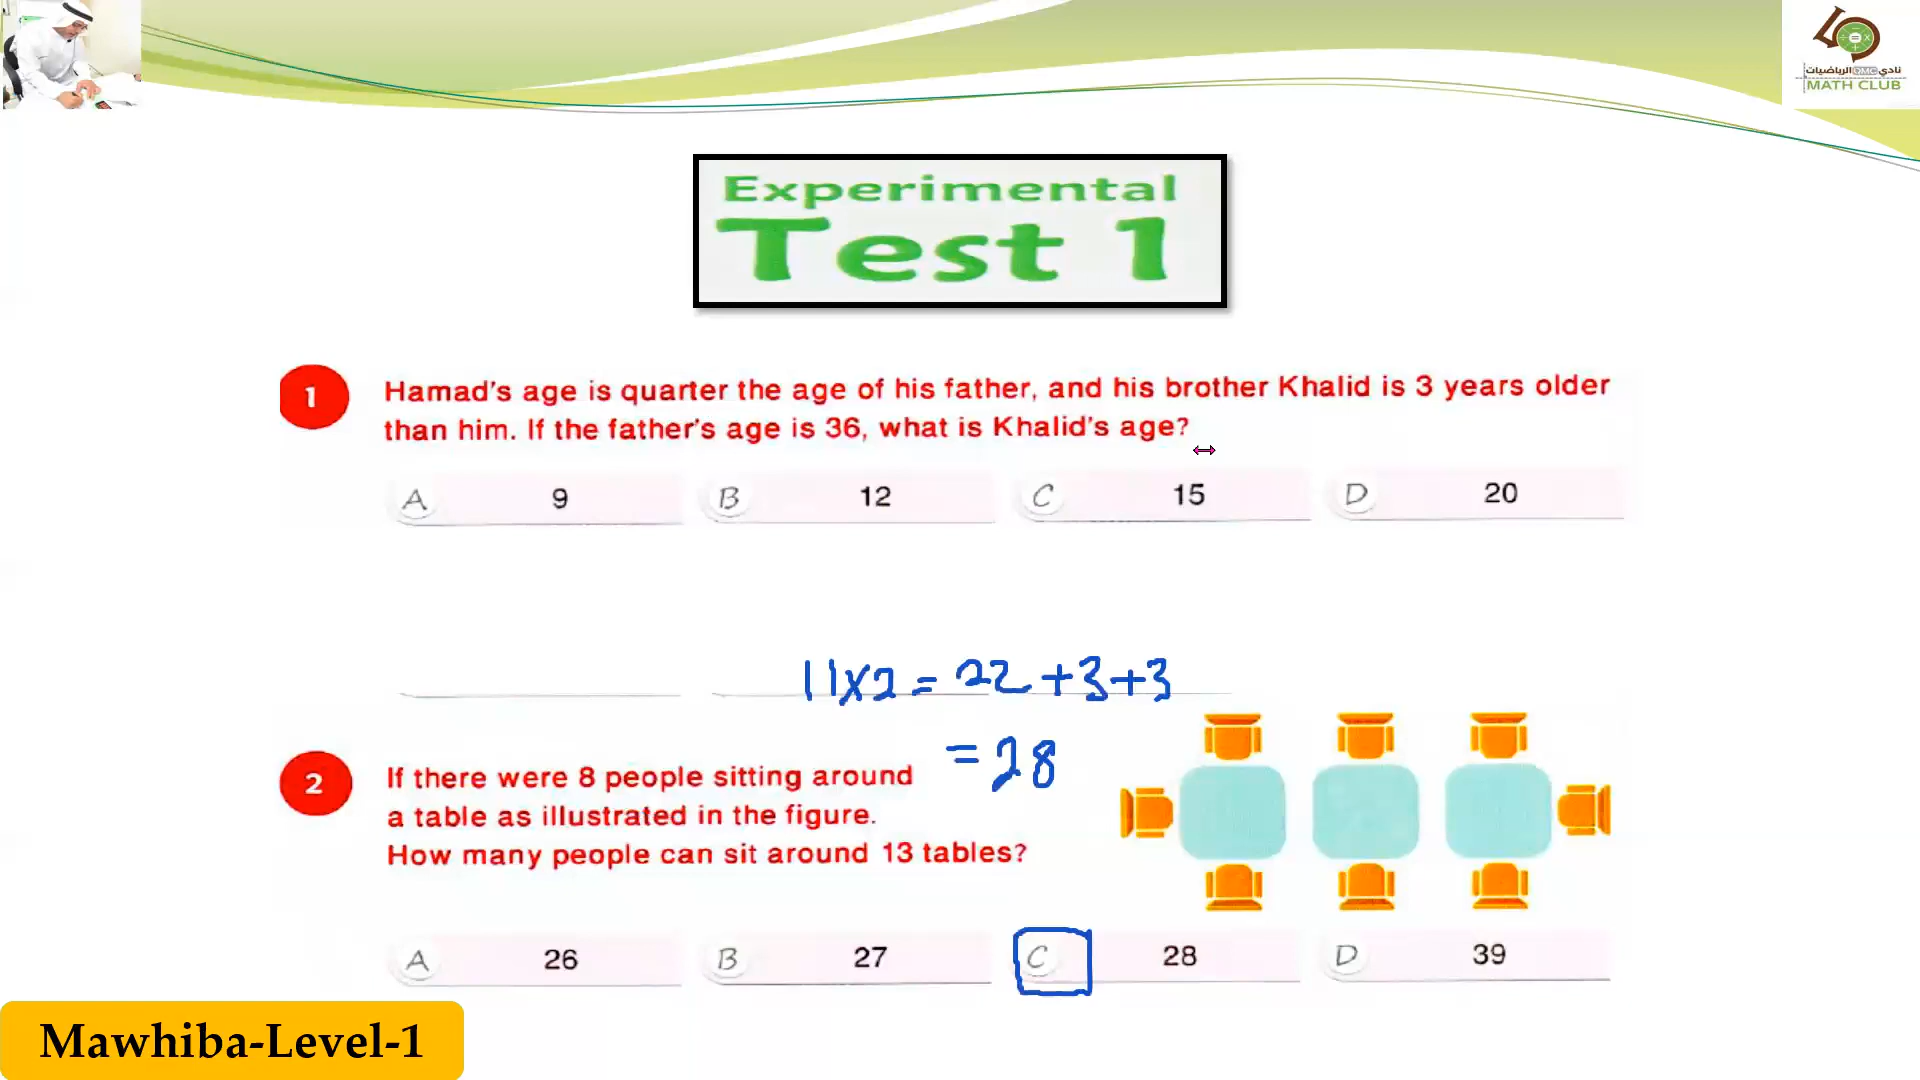 نادي QMC الرياضيات
MATH CLUB
Experimental
Test 1
1
Hamad's age is quarter the age of his father, and his brother Khalid is 3 years older
than him. If the father's age is 36, what is Khalid's age?
A 9 B 12 C 15 D 20
11x2 = 22 +3+3
= 28
2
If there were 8 people sitting around
a table as illustrated in the figure.
How many people can sit around 13 tables?
A 26 B 27 C 28 D 39
Mawhiba-Level-1